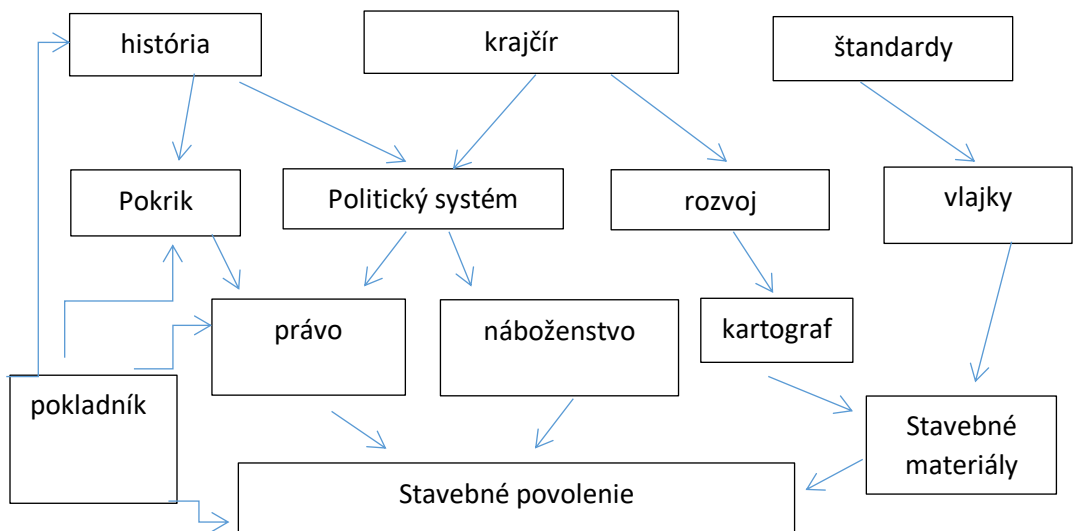 história
krajčír
štandardy
Pokrik
Politický systém
rozvoj
vlajky
právo
náboženstvo
kartograf
pokladník
Stavebné
materiály
Stavebné povolenie